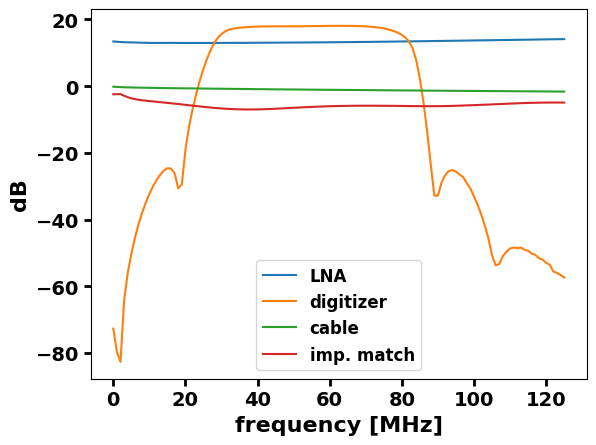 20
0
−20
−40
−60
−80
dB
LNA
digitizer
cable
imp. match
0 20 40 60 80 100 120
frequency [MHz]